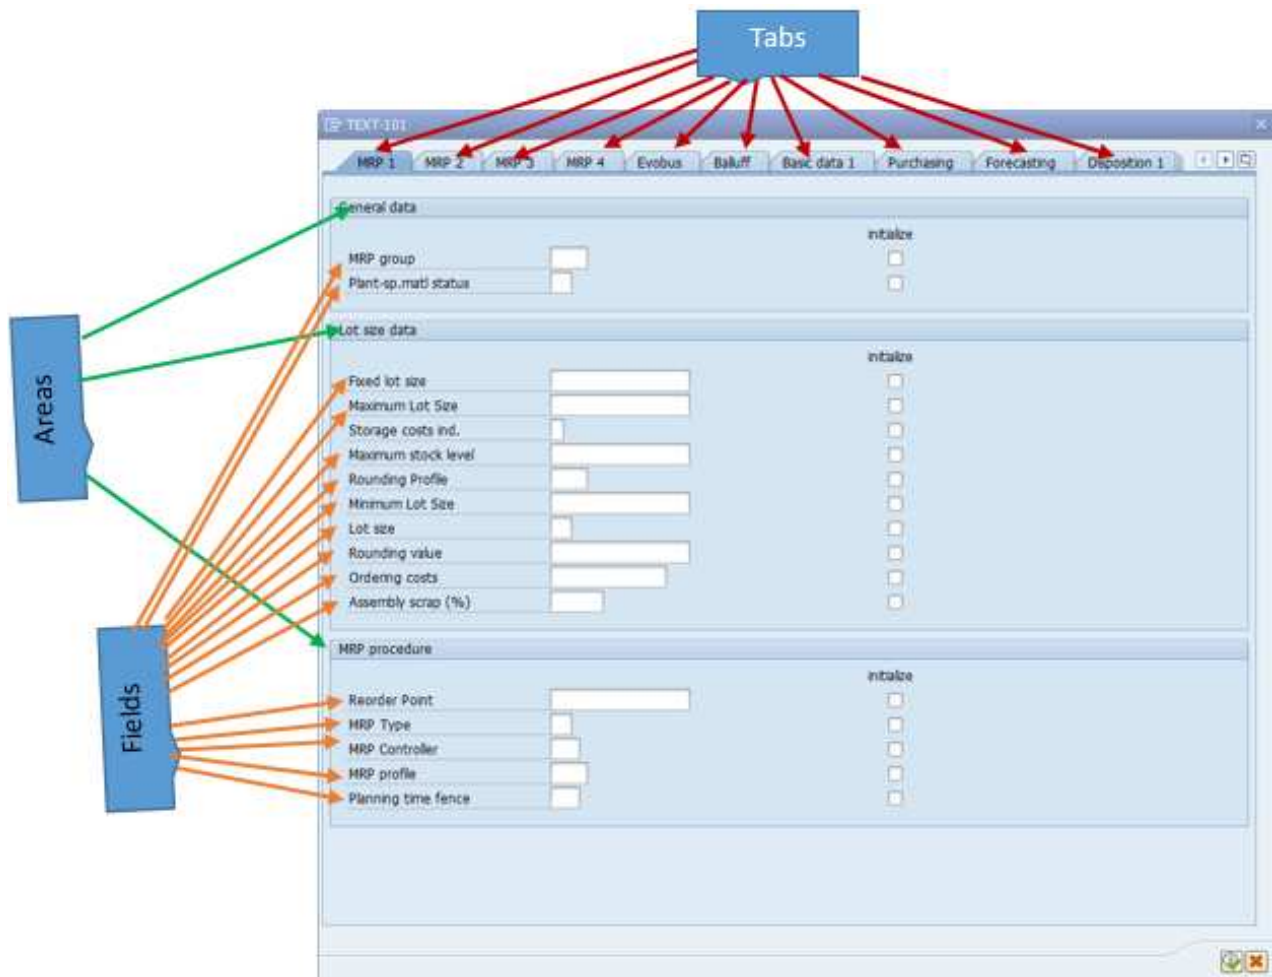 Tabs
TEXT-101
MRP 1 MRP 2 MRP 3 MRP 4 Evobus Balluff Basic data 1 Purchasing Forecasting Disposition 1
General data
initialize
MRP group
Plant-sp.matl status
Lot size data
initialize
Fixed lot size
Maximum Lot Size
Storage costs ind.
Maximum stock level
Rounding Profile
Minimum Lot Size
Lot size
Rounding value
Ordering costs
Assembly scrap (%)
MRP procedure
initialize
Reorder Point
MRP Type
MRP Controller
MRP profile
Planning time fence
Areas
Fields